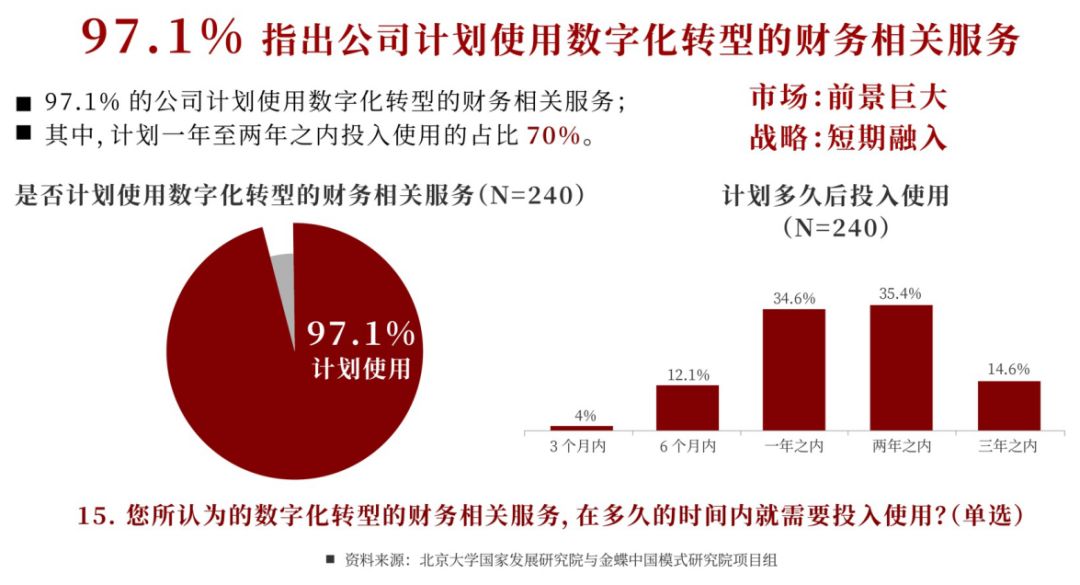 97.1% 指出公司计划使用数字化转型的财务相关服务
■ 97.1% 的公司计划使用数字化转型的财务相关服务；
■ 其中，计划一年至两年之内投入使用的占比 70%。
市场：前景巨大
战略：短期融入
是否计划使用数字化转型的财务相关服务（N=240）
97.1%
计划使用
计划多久后投入使用
（N=240）
4%
12.1%
34.6%
35.4%
14.6%
3 个月内
6 个月内
一年之内
两年之内
三年之内
15. 您所认为的数字化转型的财务相关服务，在多久的时间内就需要投入使用？（单选）
■ 资料来源：北京大学国家发展研究院与金蝶中国模式研究院项目组